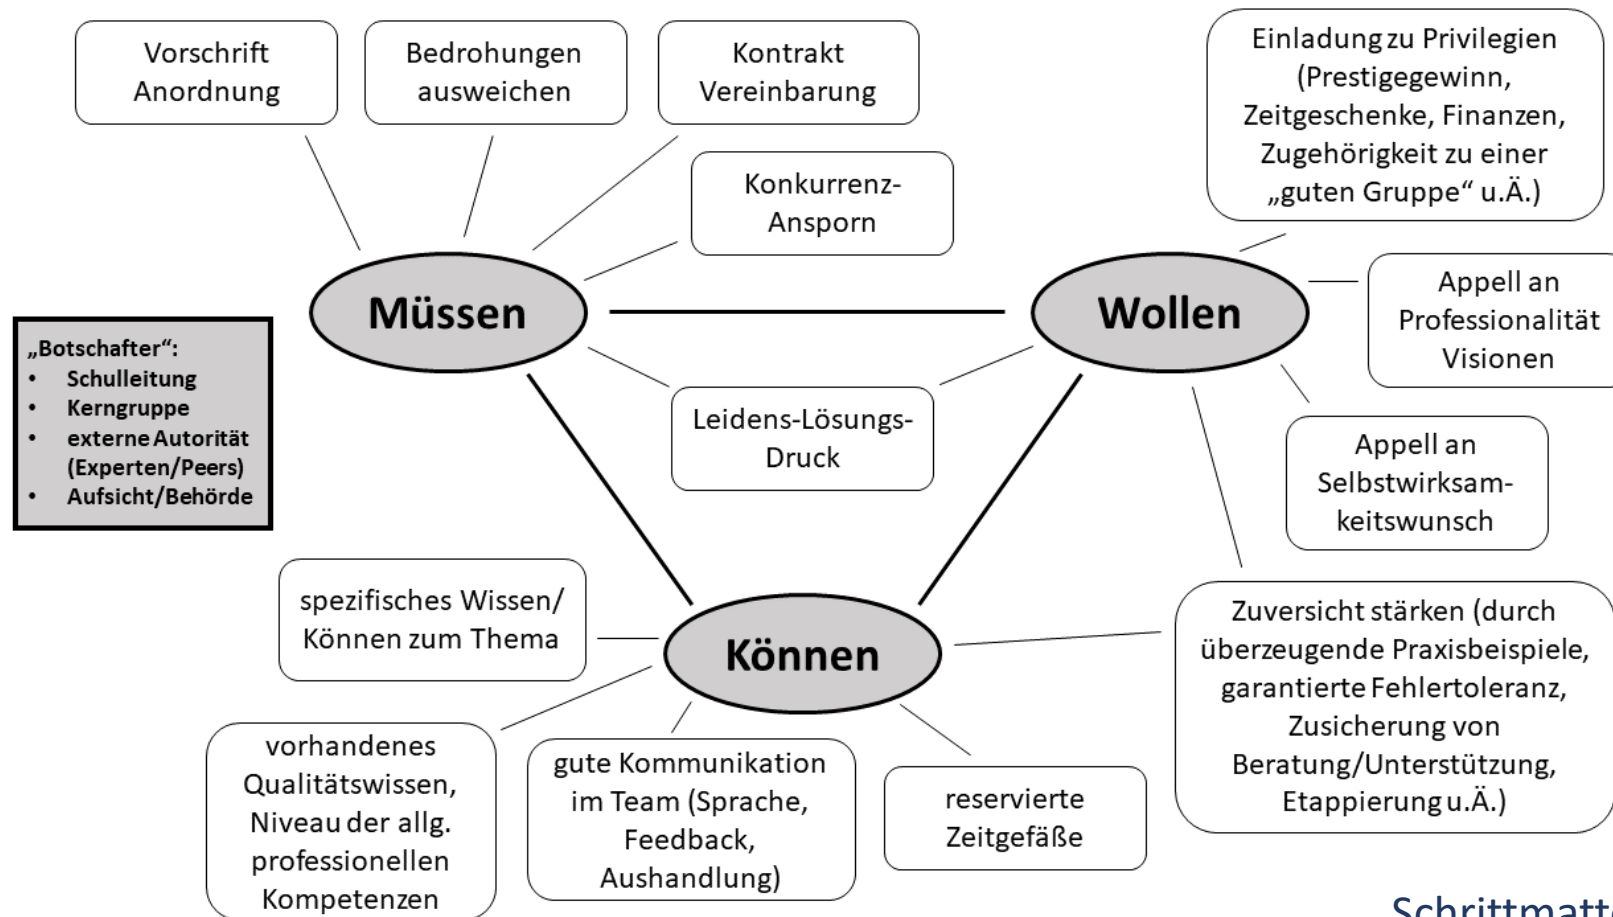 Vorschrift
Anordnung
Bedrohungen
ausweichen
Kontrakt
Vereinbarung
Einladung zu Privilegien
(Prestigegewinn,
Zeitgeschenke, Finanzen,
Zugehörigkeit zu einer
„guten Gruppe“ u.Ä.)
Konkurrenz-
Ansporn
Müssen
Wollen
Appell an
Professionalität
Visionen
„Botschafter“:
• Schulleitung
• Kerngruppe
• externe Autorität
(Experten/Peers)
• Aufsicht/Behörde
Leidens-Lösungs-
Druck
Appell an
Selbstwirksam-
keitswunsch
spezifisches Wissen/
Können zum Thema
Können
Zuversicht stärken (durch
überzeugende Praxisbeispiele,
garantierte Fehlertoleranz,
Zusicherung von
Beratung/Unterstützung,
Etappierung u.Ä.)
vorhandenes
Qualitätswissen,
Niveau der allg.
professionellen
Kompetenzen
gute Kommunikation
im Team (Sprache,
Feedback,
Aushandlung)
reservierte
Zeitgefäße